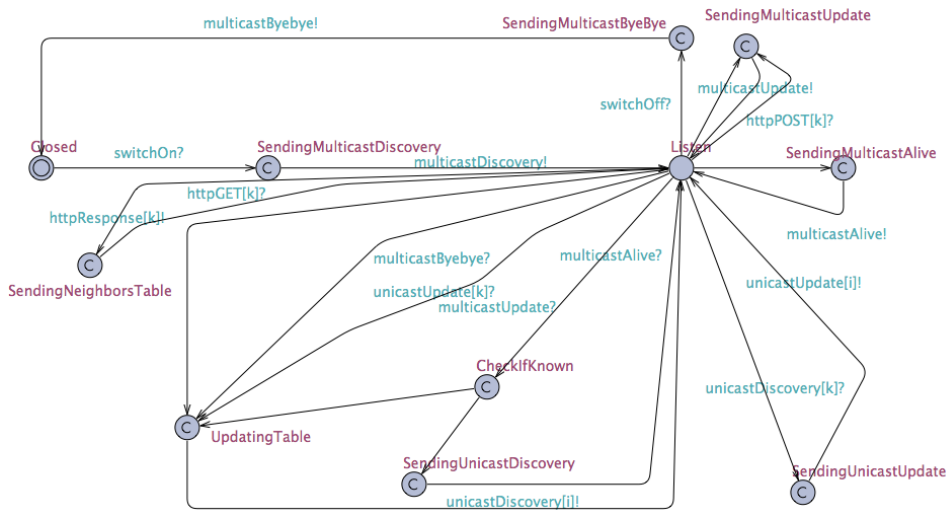 multicastByebye!
SendingMulticastByeBye
SendingMulticastUpdate
C
C
multicastUpdate!
switchOff?
httpPOST[k]?
Closed
switchOn?
SendingMulticastDiscovery
multicastDiscovery!
Listen
SendingMulticastAlive
C
C
httpGET[k]?
httpResponse[k]!
multicastAlive!
C
SendingNeighborsTable
multicastByebye?
multicastAlive?
unicastUpdate[i]!
unicastUpdate[k]?
multicastUpdate?
CheckIfKnown
C
unicastDiscovery[k]?
C
UpdatingTable
SendingUnicastDiscovery
SendingUnicastUpdate
C
C
unicastDiscovery[i]!